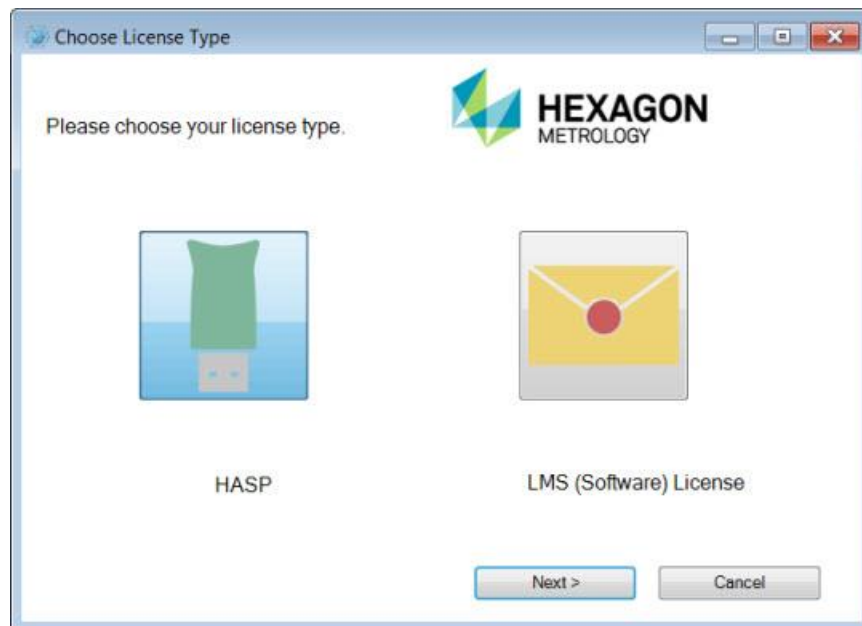 Choose License Type
Please choose your license type.
HEXAGON
METROLOGY
HASP
LMS (Software) License
Next >
Cancel